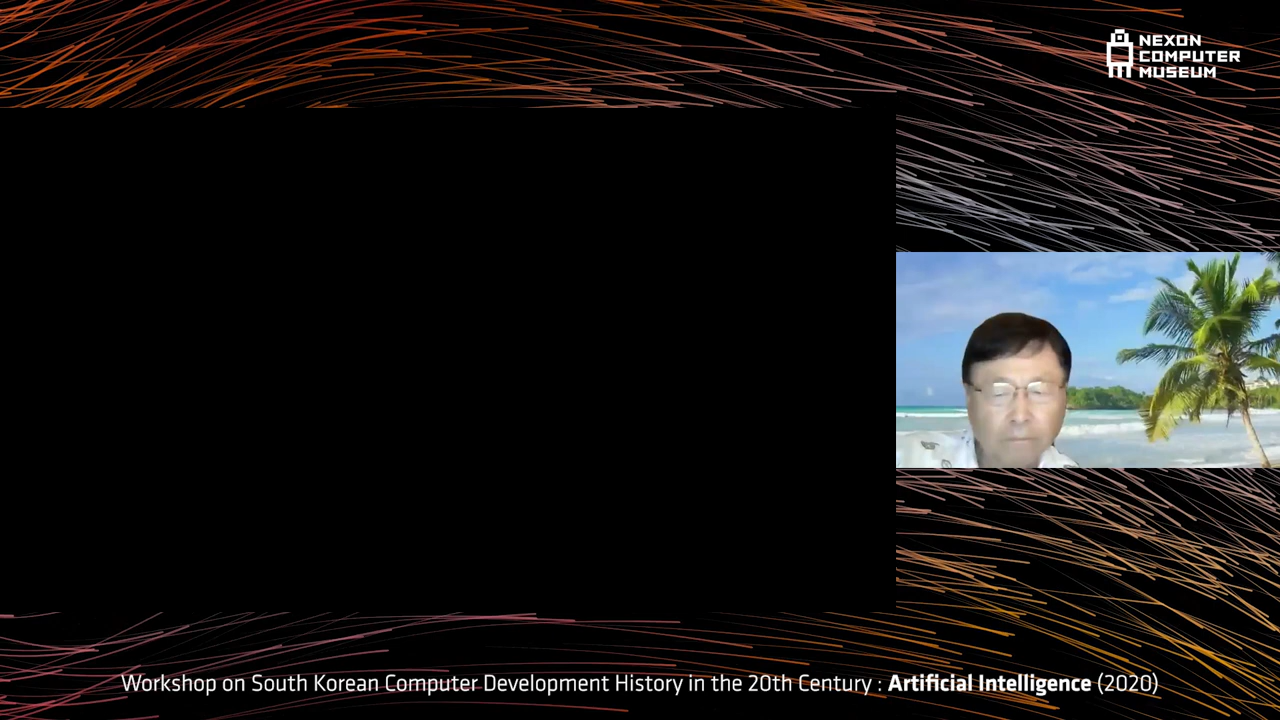 NEXON
COMPUTER
MUSEUM
Workshop on South Korean Computer Development History in the 20th Century : Artificial Intelligence (2020)